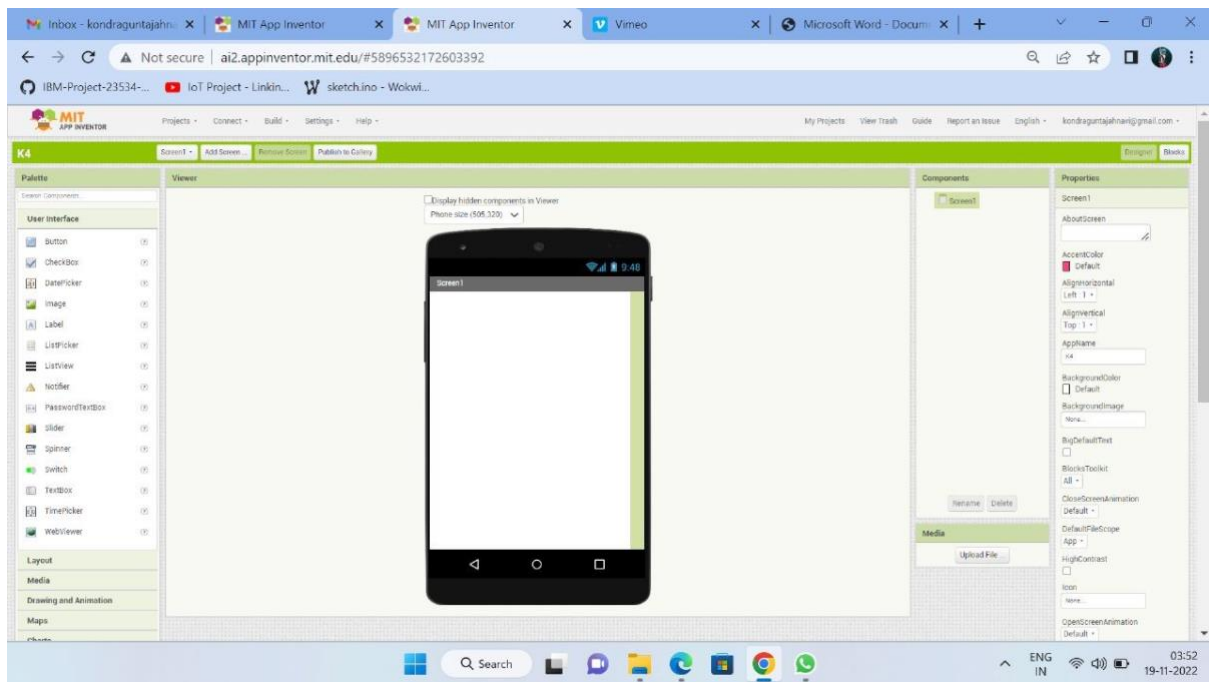 Inbox - kondraguntajahna
MIT App Inventor
MIT App Inventor
Vimeo
Microsoft Word - Docum
Not secure
ai2.appinventor.mit.edu/#5896532172603392
IBM-Project-23534-...
IoT Project - Linkin...
sketch.ino - Wokwi...
MIT
APP INVENTOR
Projects
Connect
Build
Settings
Help
My Projects
View Trash
Guide
Report an Issue
English
kondraguntajahnavi@gmail.com
K4
Screen1
Add Screen ...
Remove Screen
Publish to Gallery
Designer
Blocks
Palette
Search Components...
User Interface
Button
CheckBox
DatePicker
Image
Label
ListPicker
ListView
Notifier
PasswordTextBox
Slider
Spinner
Switch
TextBox
TimePicker
WebViewer
Layout
Media
Drawing and Animation
Maps
Charts
Viewer
Display hidden components in Viewer
Phone size (505,320)
9:48
Screen1
Components
Screen1
Rename
Delete
Media
Upload File ...
Properties
Screen1
AboutScreen
AccentColor
Default
AlignHorizontal
Left : 1
AlignVertical
Top : 1
AppName
K4
BackgroundColor
Default
BackgroundImage
None...
BigDefaultText
BlocksToolkit
All
CloseScreenAnimation
Default
DefaultFileScope
App
HighContrast
Icon
None...
OpenScreenAnimation
Default
Search
ENG
IN
03:52
19-11-2022